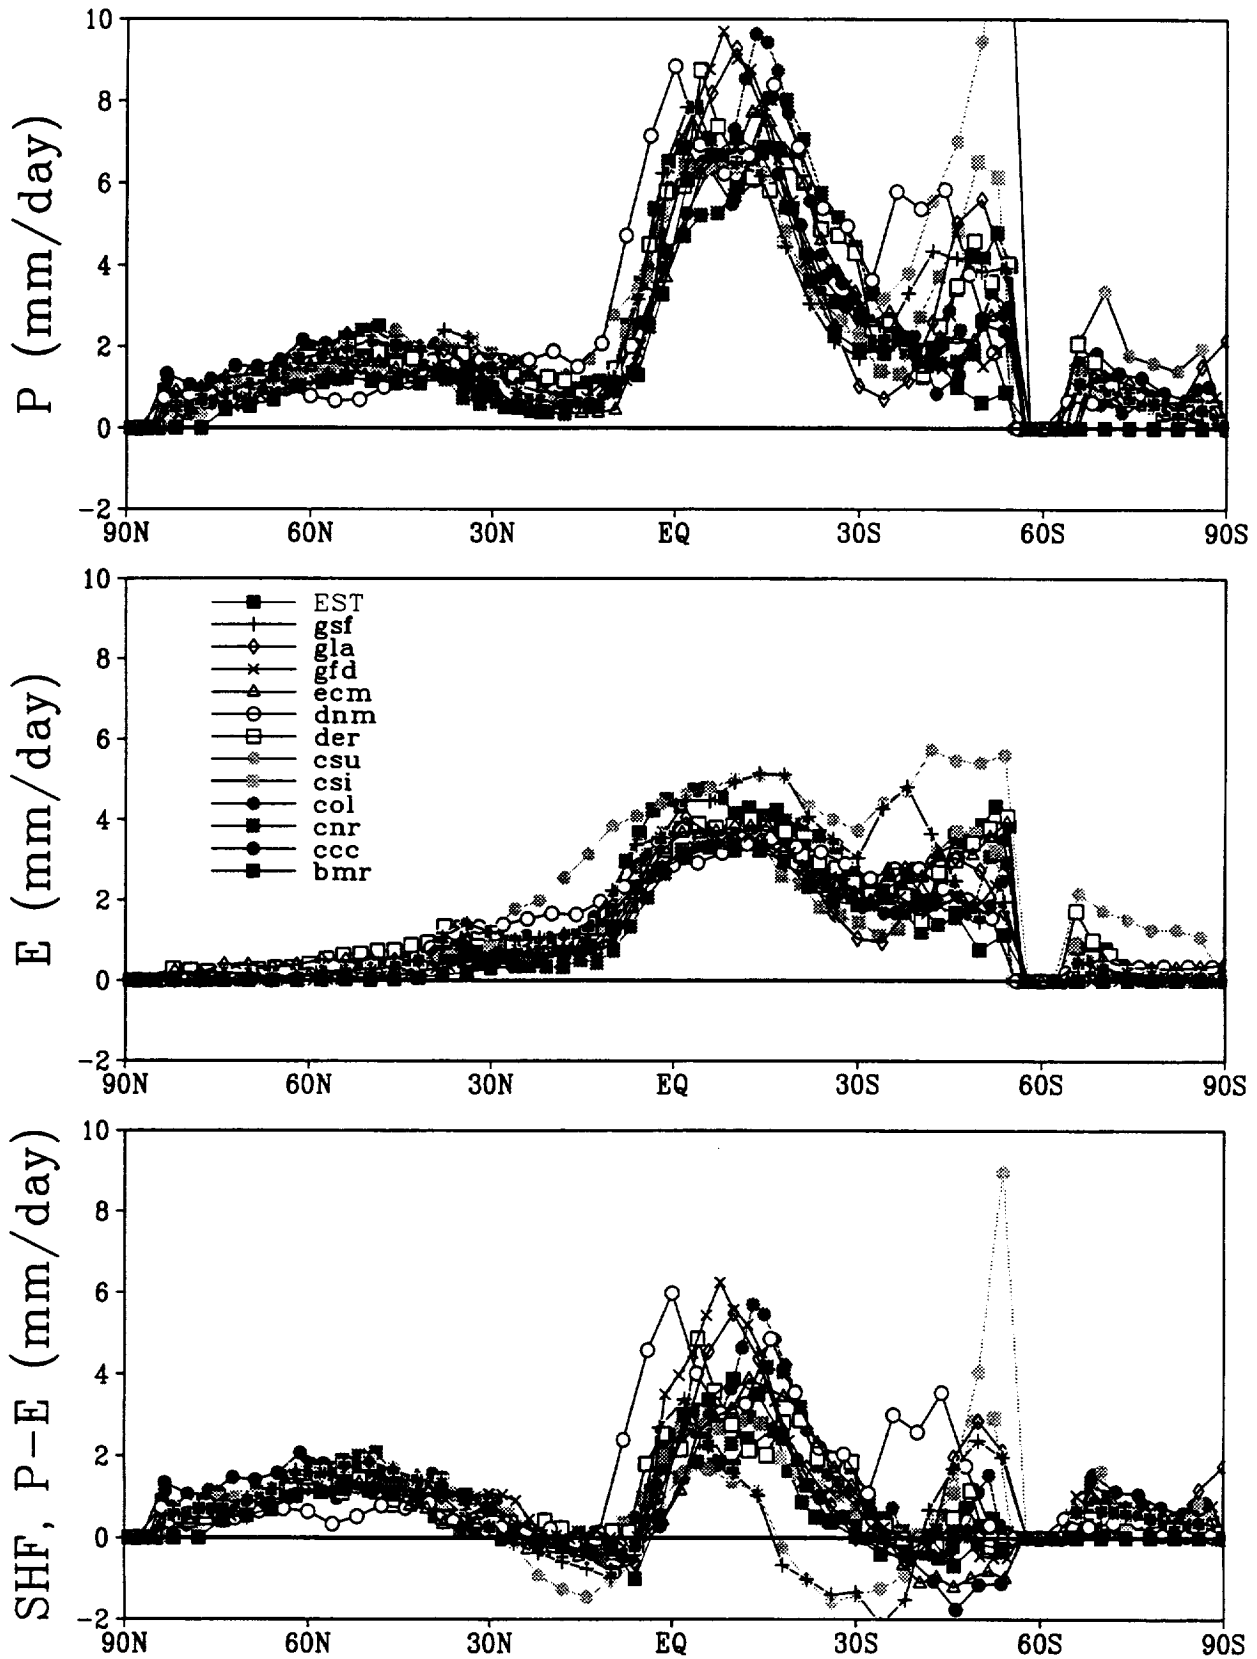 P (mm/day)
10
8
6
4
2
0
-2
90N 60N 30N EQ 30S 60S 90S
E (mm/day)
10
8
6
4
2
0
-2
EST
gsf
gla
gfd
ecm
dnm
der
csu
csi
col
cnr
ccc
bmr
90N 60N 30N EQ 30S 60S 90S
SHF, P-E (mm/day)
10
8
6
4
2
0
-2
90N 60N 30N EQ 30S 60S 90S